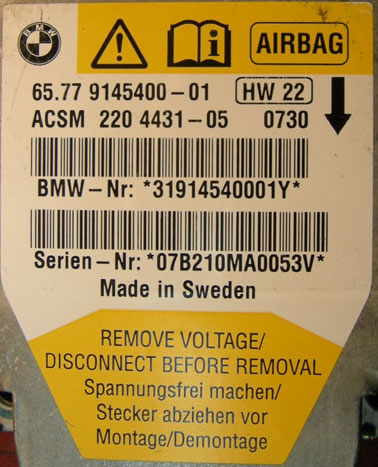 BMW
AIRBAG
65.77 9145400-01 HW 22
ACSM 220 4431-05 0730
BMW-Nr: *31914540001Y*
Serien-Nr: *07B210MA0053V*
Made in Sweden
REMOVE VOLTAGE/
DISCONNECT BEFORE REMOVAL
Spannungsfrei machen/
Stecker abziehen vor
Montage/Demontage